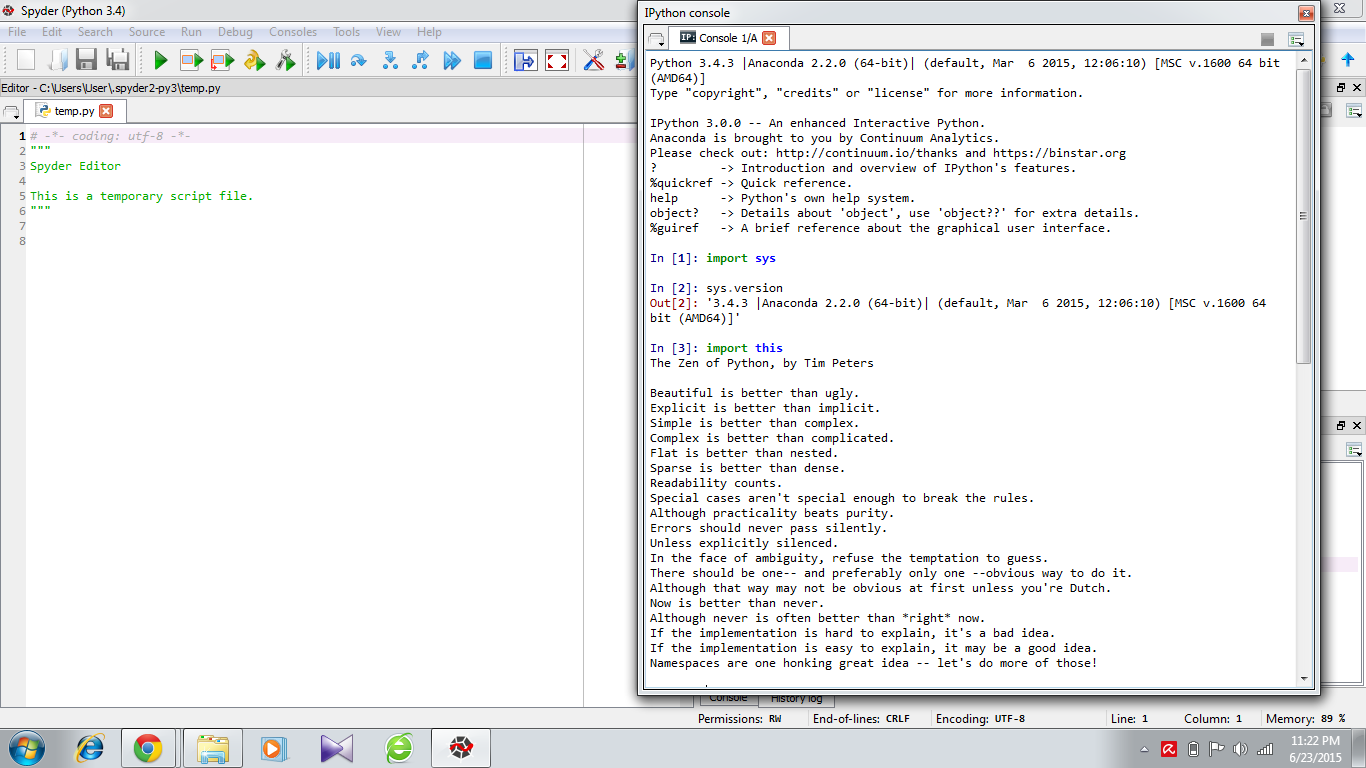 Spyder (Python 3.4)
File Edit Search Source Run Debug Consoles Tools View Help
Editor - C:\Users\User\.spyder2-py3\temp.py
temp.py
1 # -*- coding: utf-8 -*-
2 """
3 Spyder Editor
4
5 This is a temporary script file.
6 """
7
8
IPython console
IP: Console 1/A
Python 3.4.3 |Anaconda 2.2.0 (64-bit)| (default, Mar  6 2015, 12:06:10) [MSC v.1600 64 bit
(AMD64)]
Type "copyright", "credits" or "license" for more information.
IPython 3.0.0 -- An enhanced Interactive Python.
Anaconda is brought to you by Continuum Analytics.
Please check out: http://continuum.io/thanks and https://binstar.org
?         -> Introduction and overview of IPython's features.
%quickref -> Quick reference.
help      -> Python's own help system.
object?   -> Details about 'object', use 'object??' for extra details.
%guiref   -> A brief reference about the graphical user interface.
In [1]: import sys
In [2]: sys.version
Out[2]: '3.4.3 |Anaconda 2.2.0 (64-bit)| (default, Mar  6 2015, 12:06:10) [MSC v.1600 64
bit (AMD64)]'
In [3]: import this
The Zen of Python, by Tim Peters
Beautiful is better than ugly.
Explicit is better than implicit.
Simple is better than complex.
Complex is better than complicated.
Flat is better than nested.
Sparse is better than dense.
Readability counts.
Special cases aren't special enough to break the rules.
Although practicality beats purity.
Errors should never pass silently.
Unless explicitly silenced.
In the face of ambiguity, refuse the temptation to guess.
There should be one-- and preferably only one --obvious way to do it.
Although that way may not be obvious at first unless you're Dutch.
Now is better than never.
Although never is often better than *right* now.
If the implementation is hard to explain, it's a bad idea.
If the implementation is easy to explain, it may be a good idea.
Namespaces are one honking great idea -- let's do more of those!
Console History log
Permissions: RW End-of-lines: CRLF Encoding: UTF-8 Line: 1 Column: 1 Memory: 89 %
11:22 PM
6/23/2015